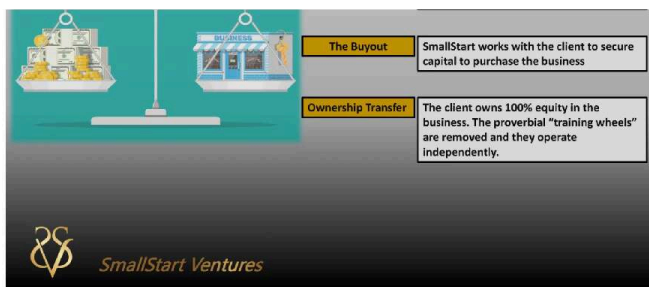 BUSINESS
The Buyout
SmallStart works with the client to secure
capital to purchase the business
Ownership Transfer
The client owns 100% equity in the
business. The proverbial “training wheels”
are removed and they operate
independently.
SmallStart Ventures